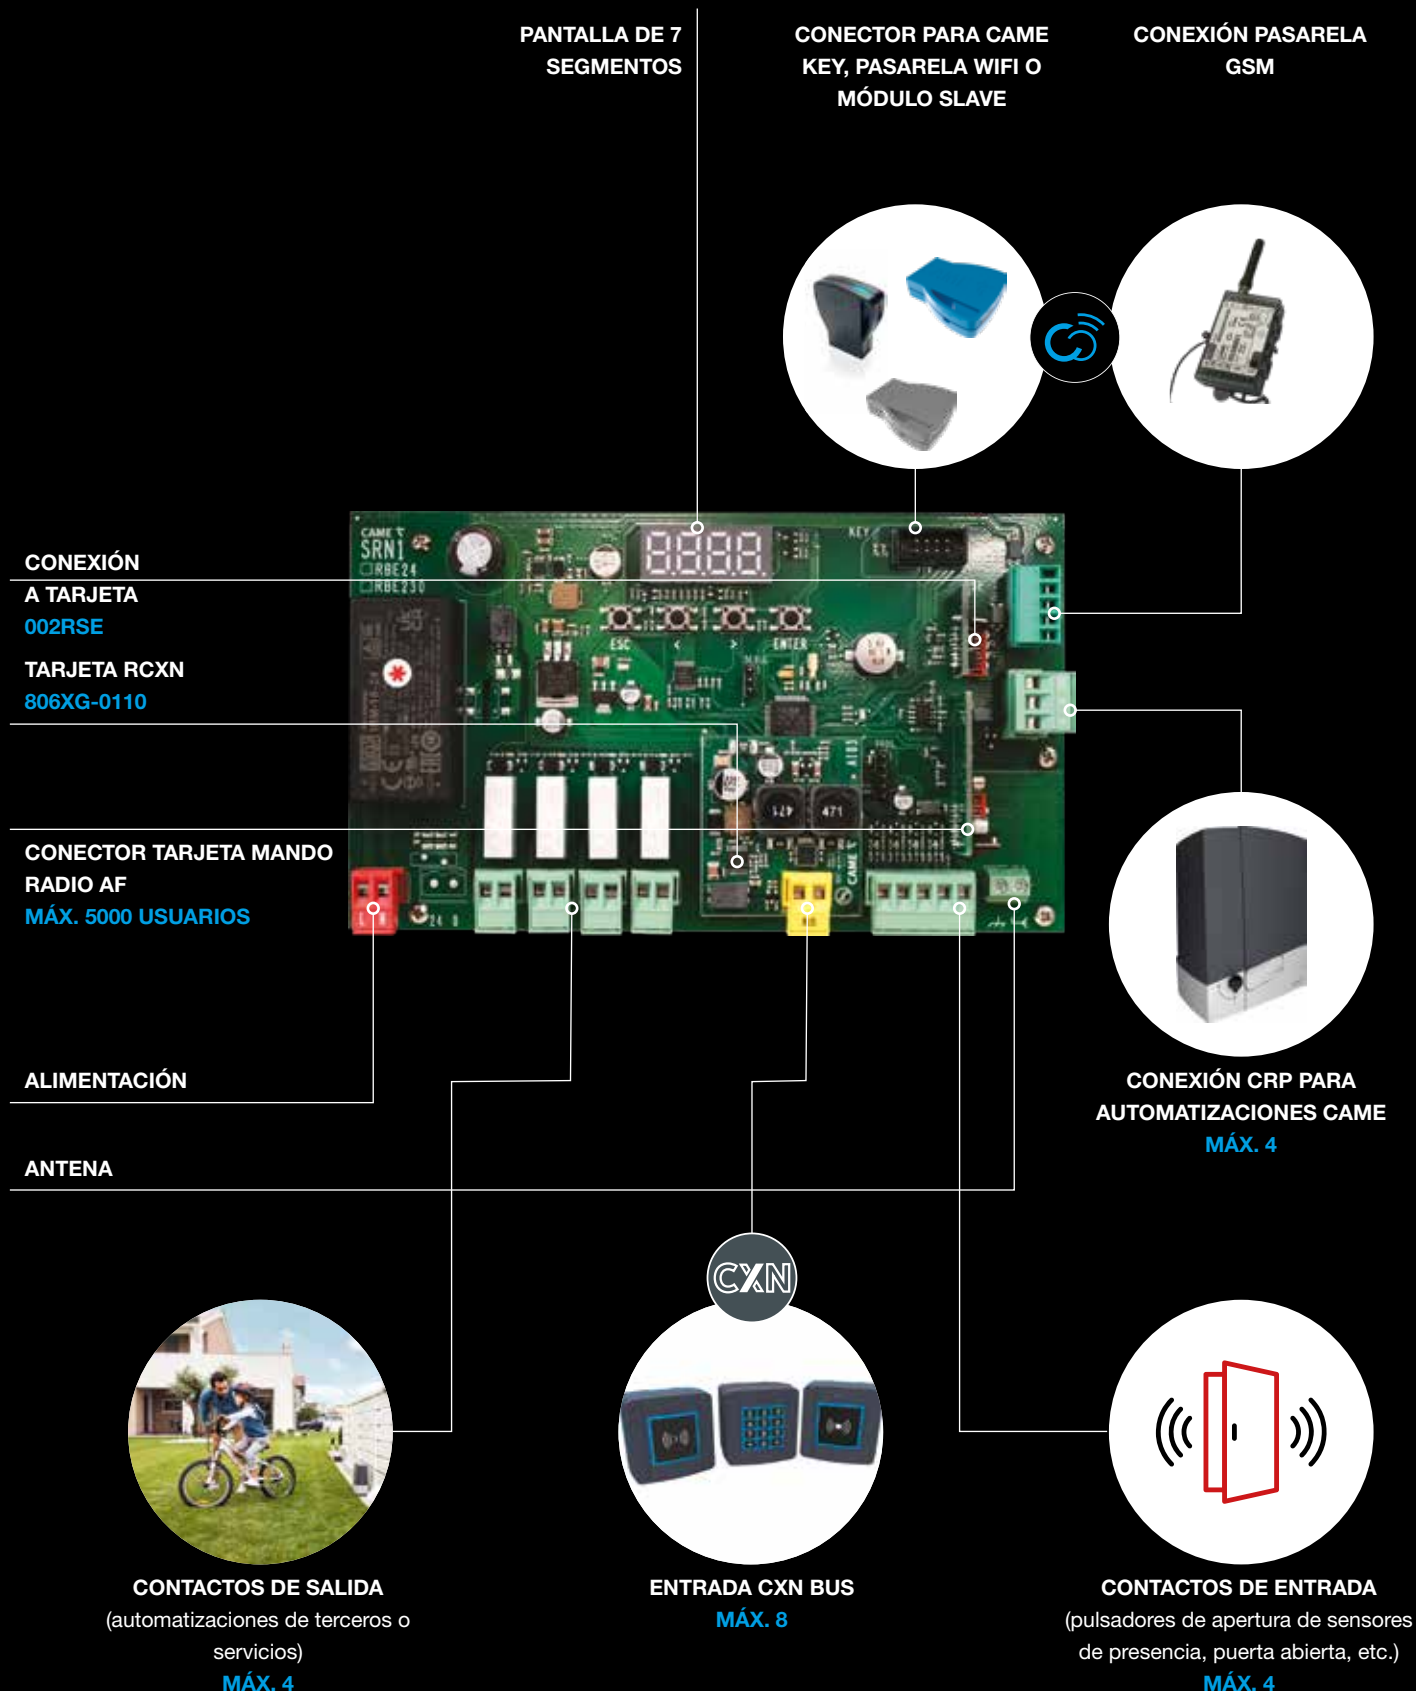 PANTALLA DE 7
SEGMENTOS
CONECTOR PARA CAME
KEY, PASARELA WIFI O
MÓDULO SLAVE
CONEXIÓN PASARELA
GSM
CONEXIÓN
A TARJETA
002RSE
TARJETA RCXN
806XG-0110
CONECTOR TARJETA MANDO
RADIO AF
MÁX. 5000 USUARIOS
ALIMENTACIÓN
ANTENA
CAME
SRN1
RBE24
RBE230
KEY
ESC
<
>
ENTER
471
CAME
24 0
CONEXIÓN CRP PARA
AUTOMATIZACIONES CAME
MÁX. 4
CXN
CONTACTOS DE SALIDA
(automatizaciones de terceros o
servicios)
MÁX. 4
ENTRADA CXN BUS
MÁX. 8
CONTACTOS DE ENTRADA
(pulsadores de apertura de sensores
de presencia, puerta abierta, etc.)
MÁX. 4